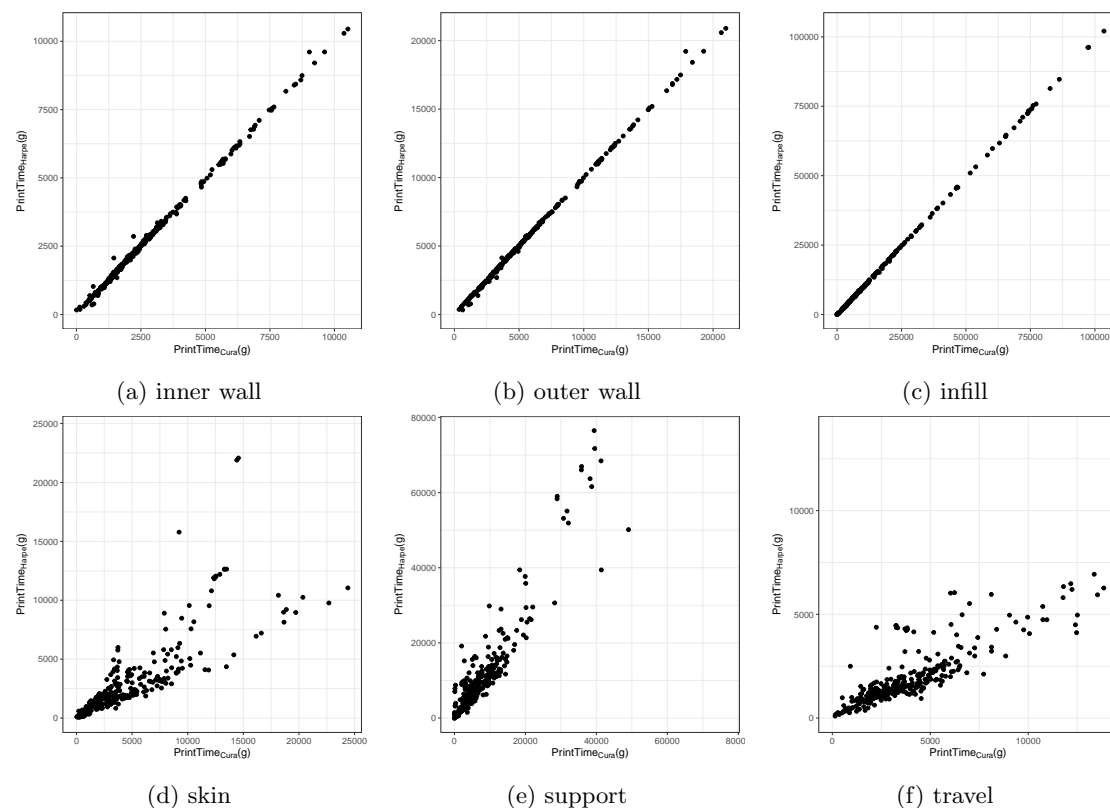 10000
7500
5000
2500
0
PrintTimeHarpe(g)
0 2500 5000 7500 10000
PrintTimeCura(g)
(a) inner wall
20000
15000
10000
5000
0
PrintTimeHarpe(g)
0 5000 10000 15000 20000
PrintTimeCura(g)
(b) outer wall
100000
75000
50000
25000
0
PrintTimeHarpe(g)
0 25000 50000 75000 100000
PrintTimeCura(g)
(c) infill
25000
20000
15000
10000
5000
0
PrintTimeHarpe(g)
0 5000 10000 15000 20000 25000
PrintTimeCura(g)
(d) skin
80000
60000
40000
20000
0
PrintTimeHarpe(g)
0 20000 40000 60000 8000
PrintTimeCura(g)
(e) support
10000
5000
0
PrintTimeHarpe(g)
5000 10000
PrintTimeCura(g)
(f) travel